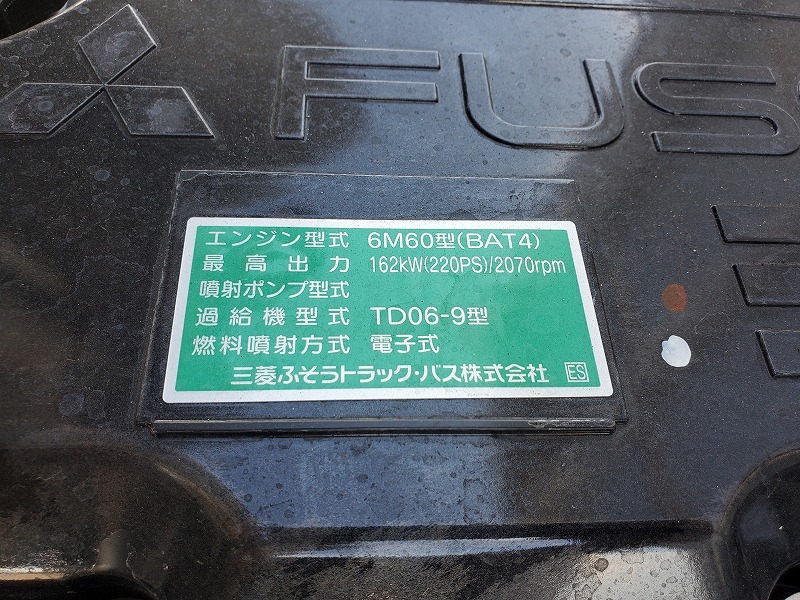 FUS
エンジン型式 6M60型(BAT4)
最高出力 162kW(220PS)/2070rpm
噴射ポンプ型式
過給機型式 TD06-9型
燃料噴射方式 電子式
三菱ふそうトラック・バス株式会社 ES